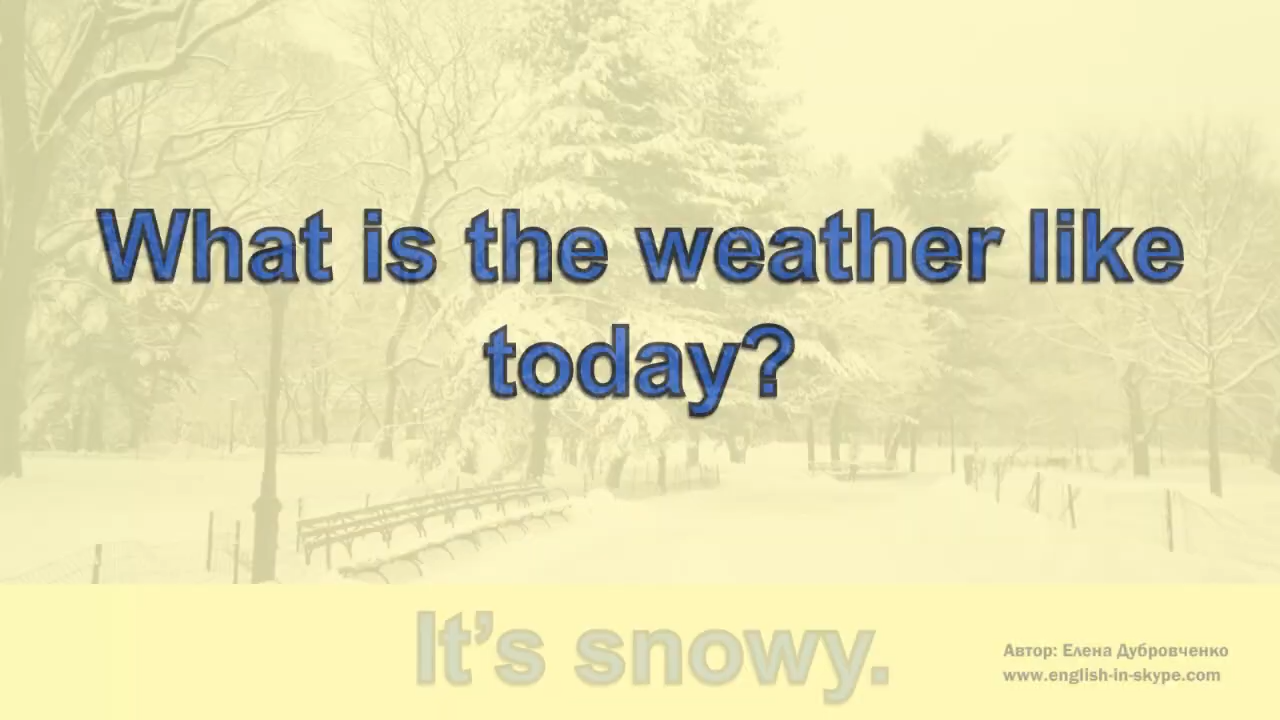 What is the weather like
today?
It's snowy.
Автор: Елена Дубровченко
www.english-in-skype.com